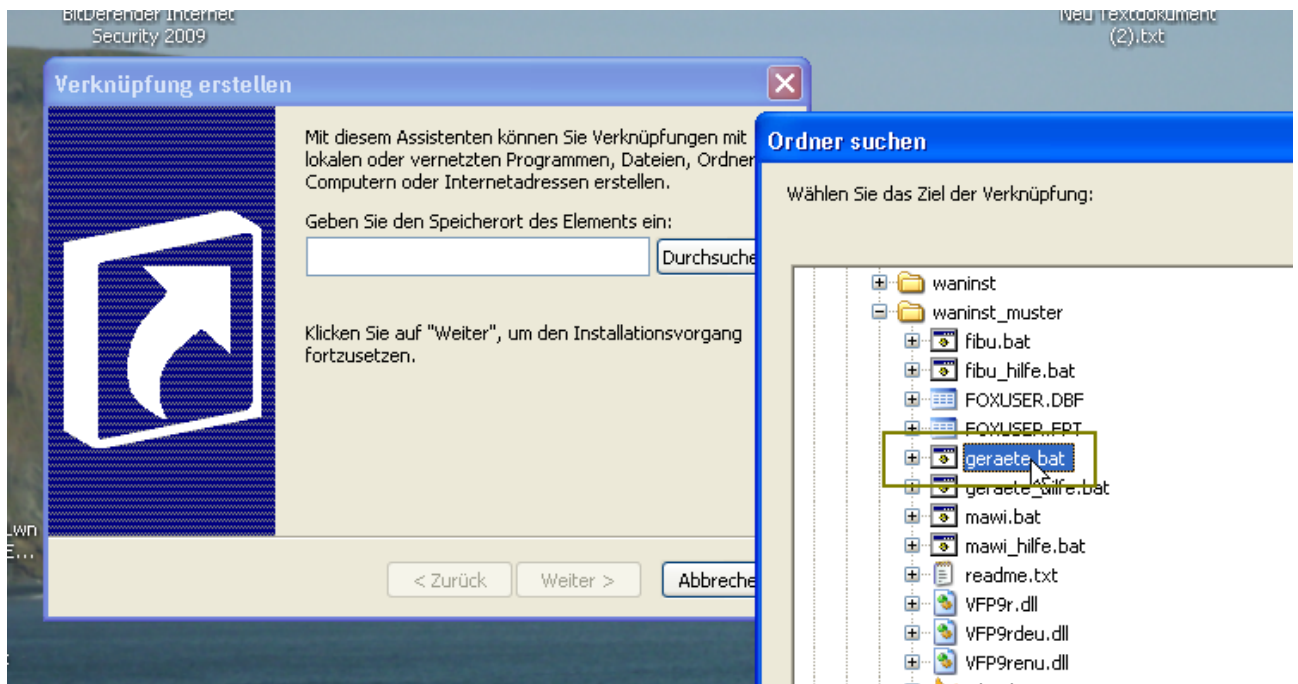 BitDefender Internet
Security 2009
Neu Textdokument
(2).txt
Verknüpfung erstellen
Mit diesem Assistenten können Sie Verknüpfungen mit
lokalen oder vernetzten Programmen, Dateien, Ordner
Computern oder Internetadressen erstellen.
Geben Sie den Speicherort des Elements ein:
Durchsuche
Klicken Sie auf "Weiter", um den Installationsvorgang
fortzusetzen.
< Zurück
Weiter >
Abbreche
Ordner suchen
Wählen Sie das Ziel der Verknüpfung:
waninst
waninst_muster
fibu.bat
fibu_hilfe.bat
FOXUSER.DBF
FOXUSER.FPT
geraete.bat
geraete_hilfe.bat
mawi.bat
mawi_hilfe.bat
readme.txt
VFP9r.dll
VFP9rdeu.dll
VFP9renu.dll